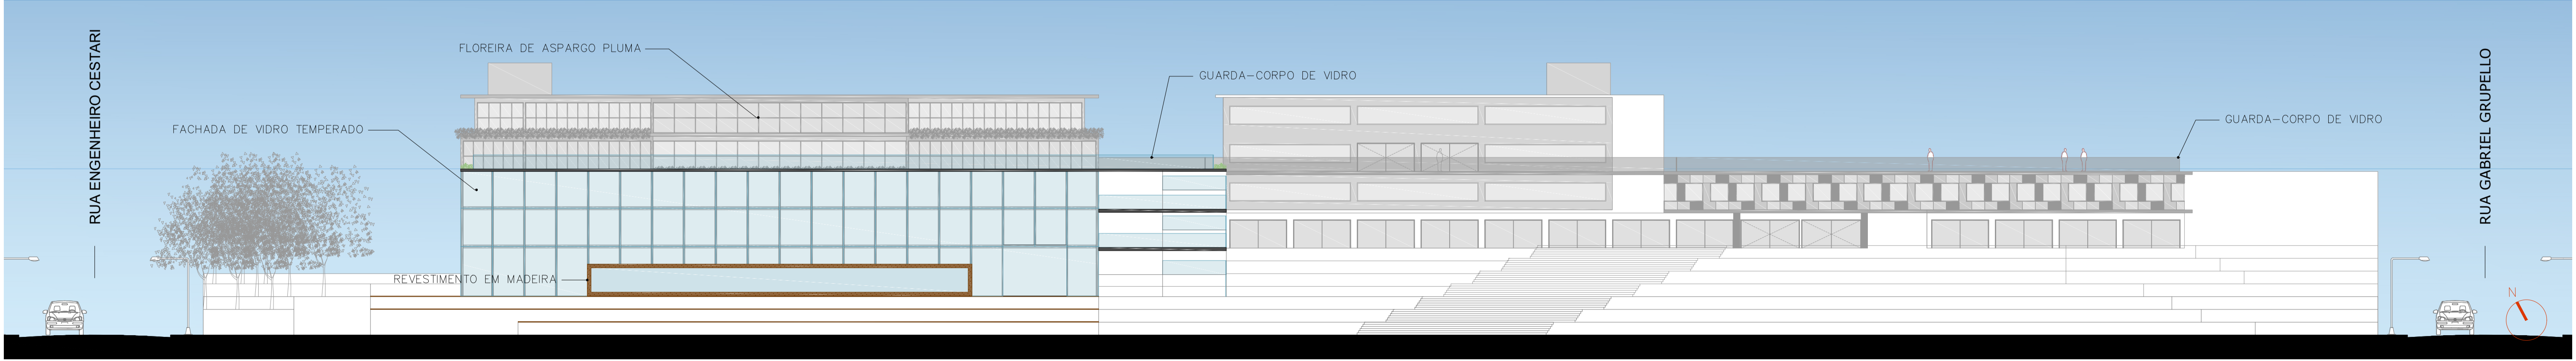 RUA ENGENHEIRO CESTARI
FLOREIRA DE ASPARGO PLUMA
GUARDA-CORPO DE VIDRO
FACHADA DE VIDRO TEMPERADO
REVESTIMENTO EM MADEIRA
GUARDA-CORPO DE VIDRO
RUA GABRIEL GRUPELLO
N